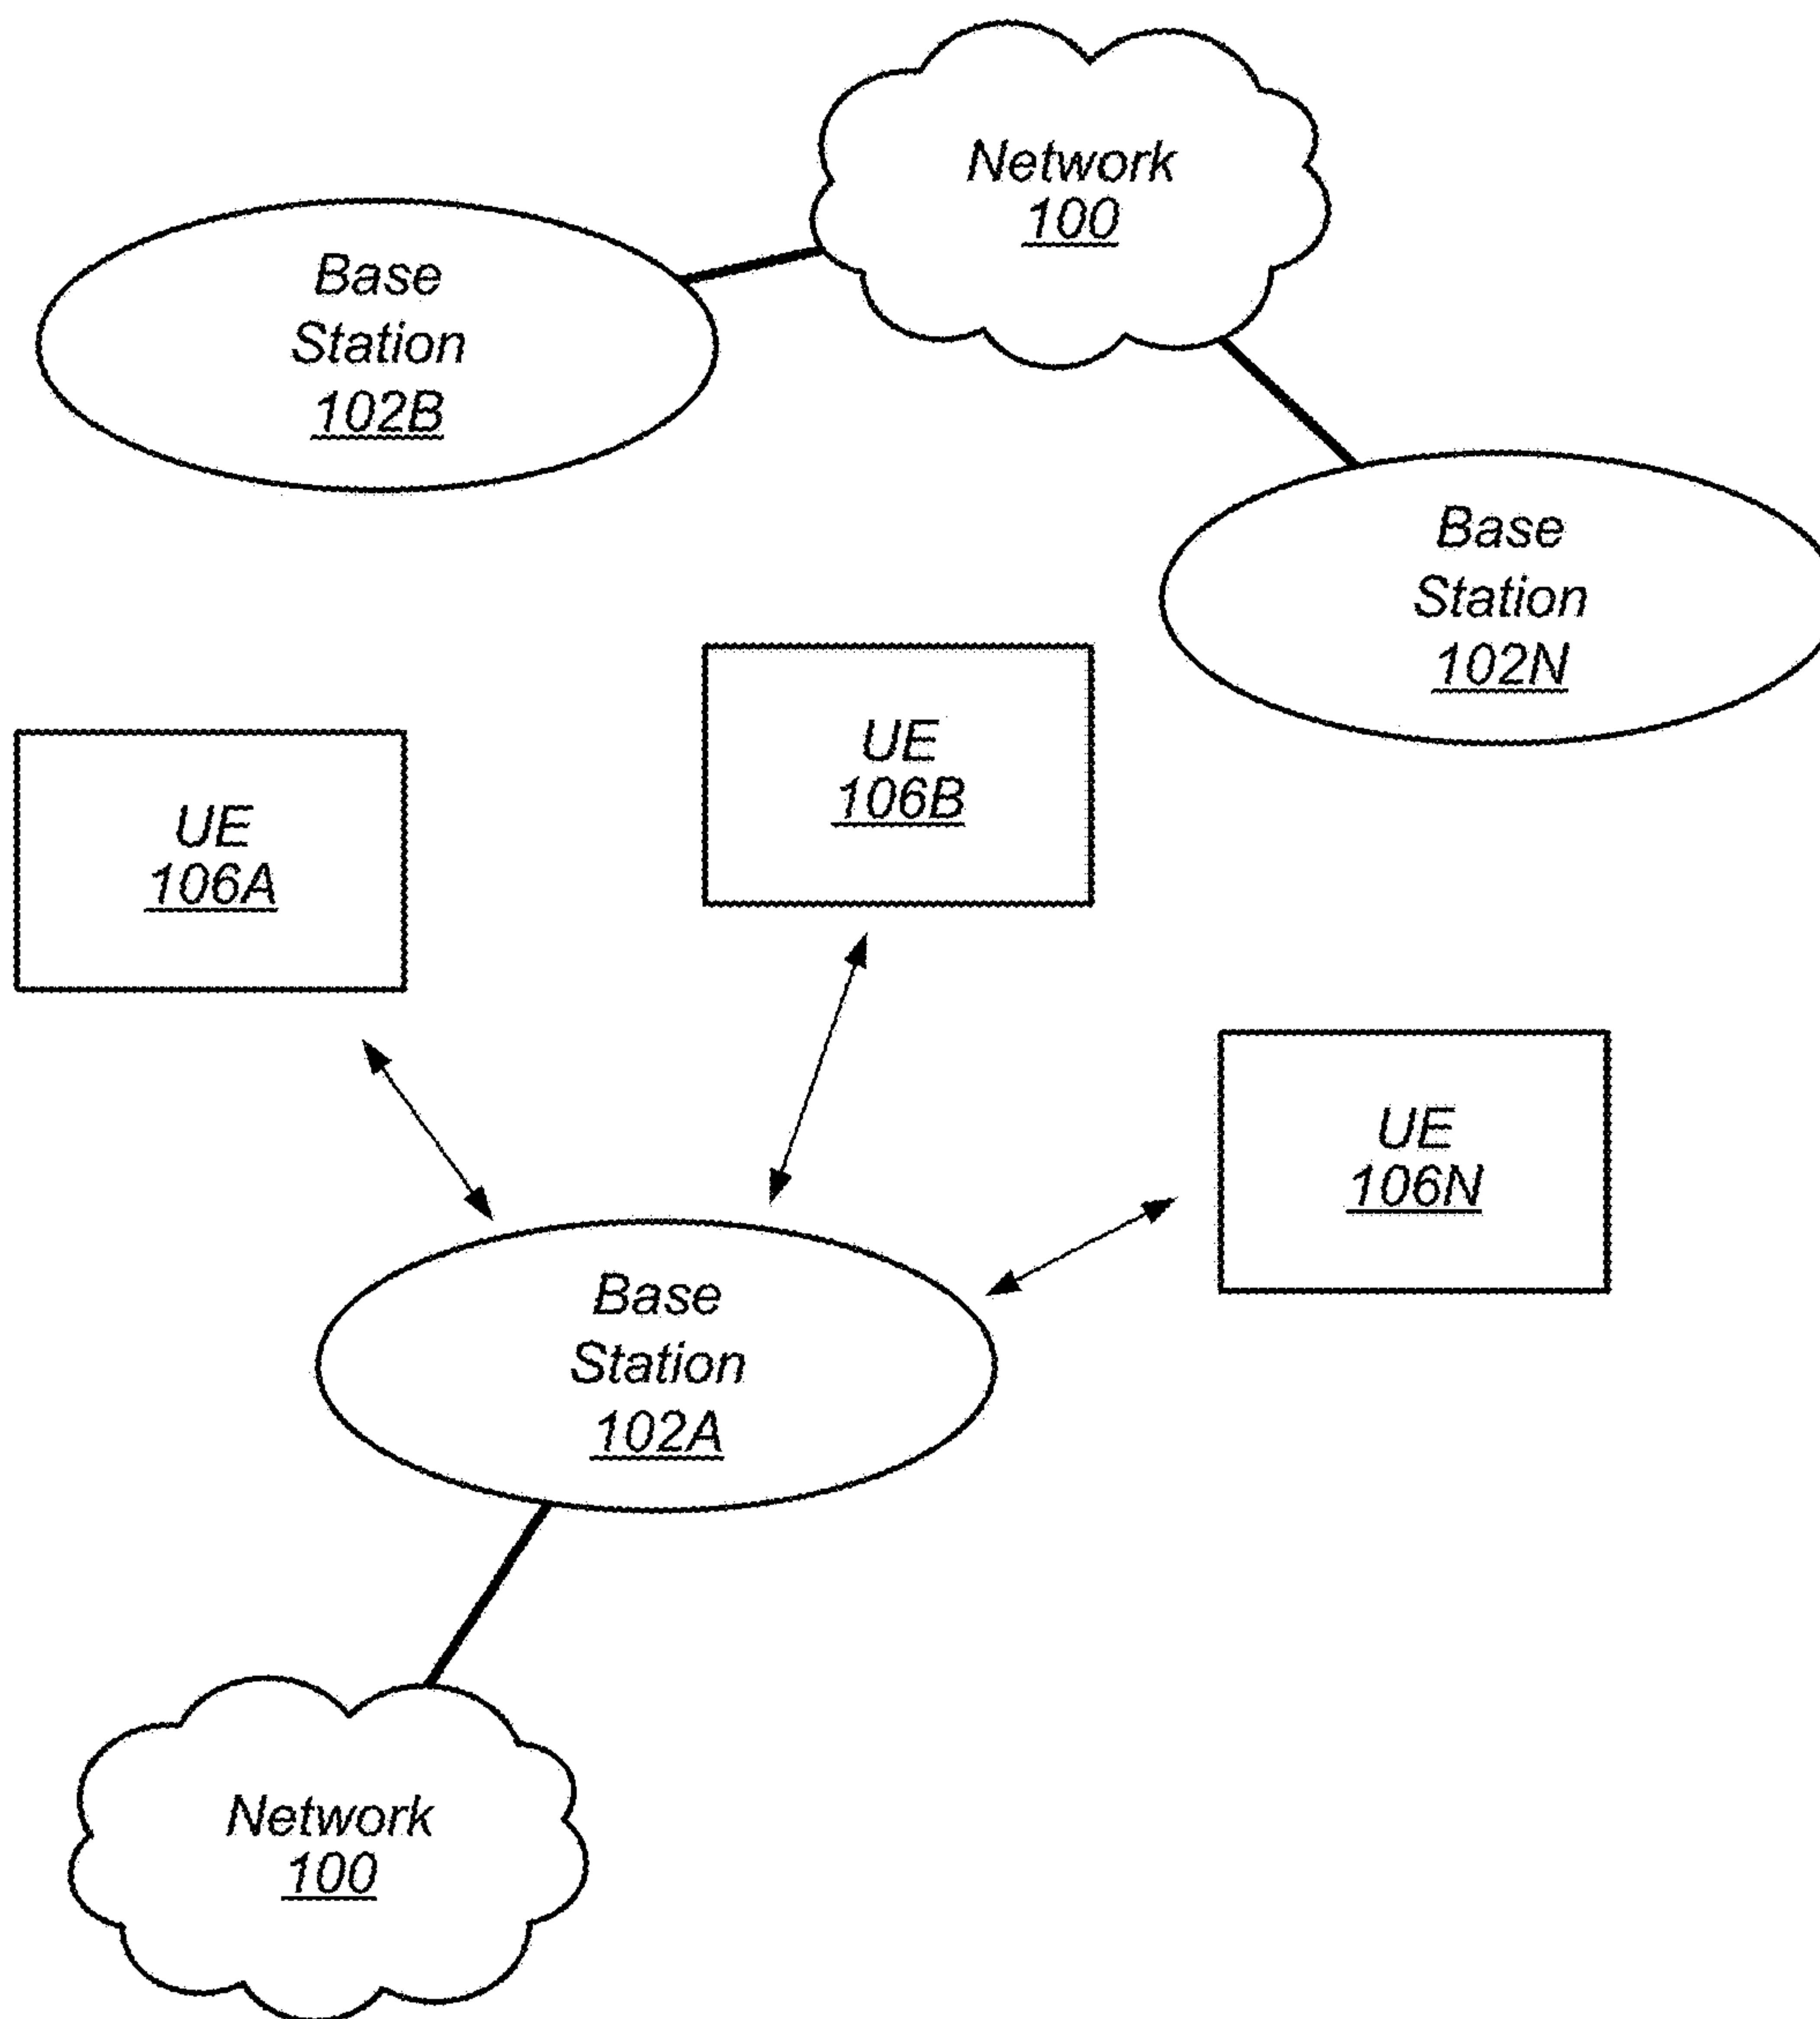 Network
100
Base
Station
102B
Base
Station
102N
UE
106B
UE
106A
UE
106N
Base
Station
102A
Network
100